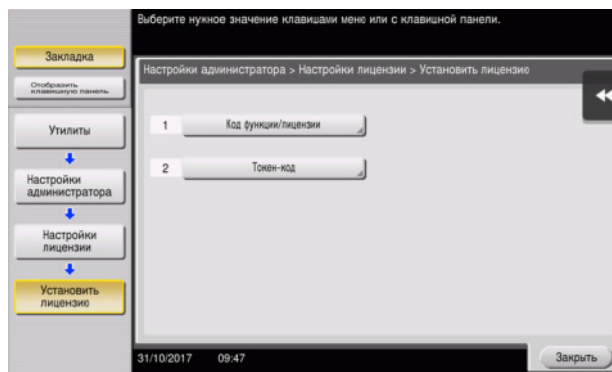 Выберите нужное значение клавишами меню или с клавишной панели.
Закладка
Отобразить
клавишную панель
Настройки администратора > Настройки лицензии > Установить лицензию
Утилиты
1 Код функции/лицензии
2 Токен-код
Настройки
администратора
Настройки
лицензии
Установить
лицензию
31/10/2017 09:47
Закрыть